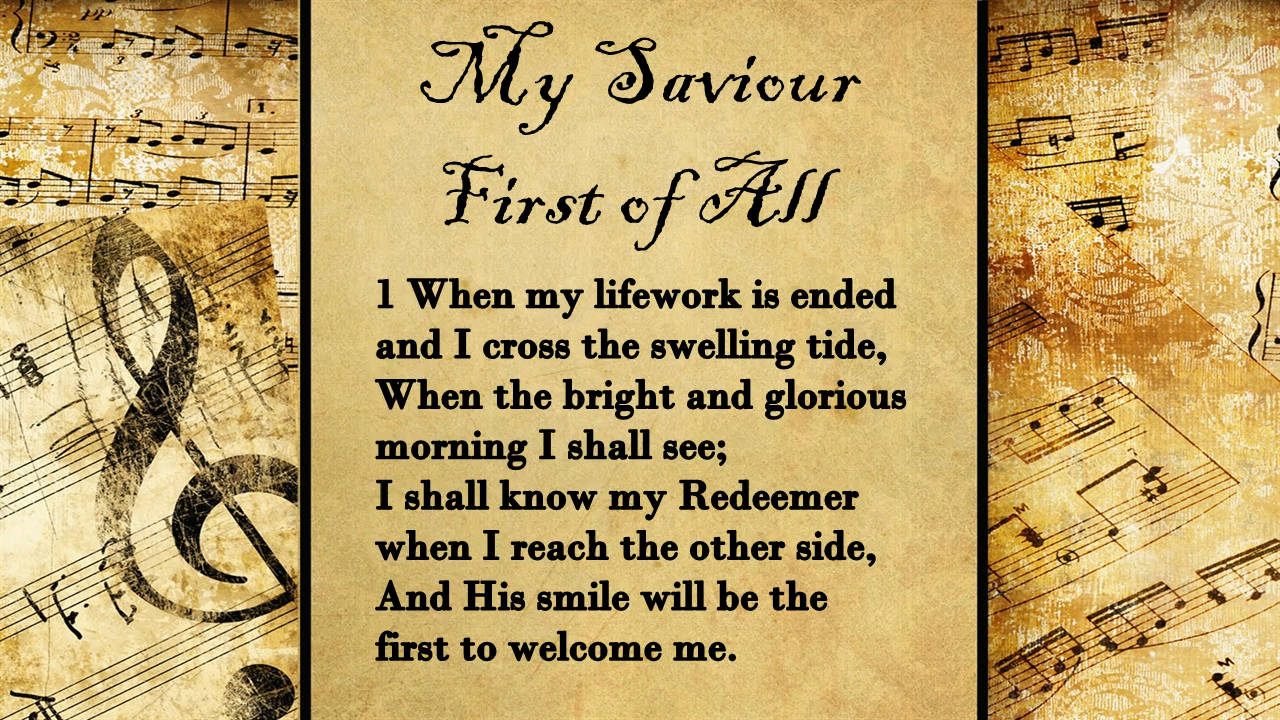 My Saviour
First of All
1 When my lifework is ended
and I cross the swelling tide,
When the bright and glorious
morning I shall see;
I shall know my Redeemer
when I reach the other side,
And His smile will be the
first to welcome me.